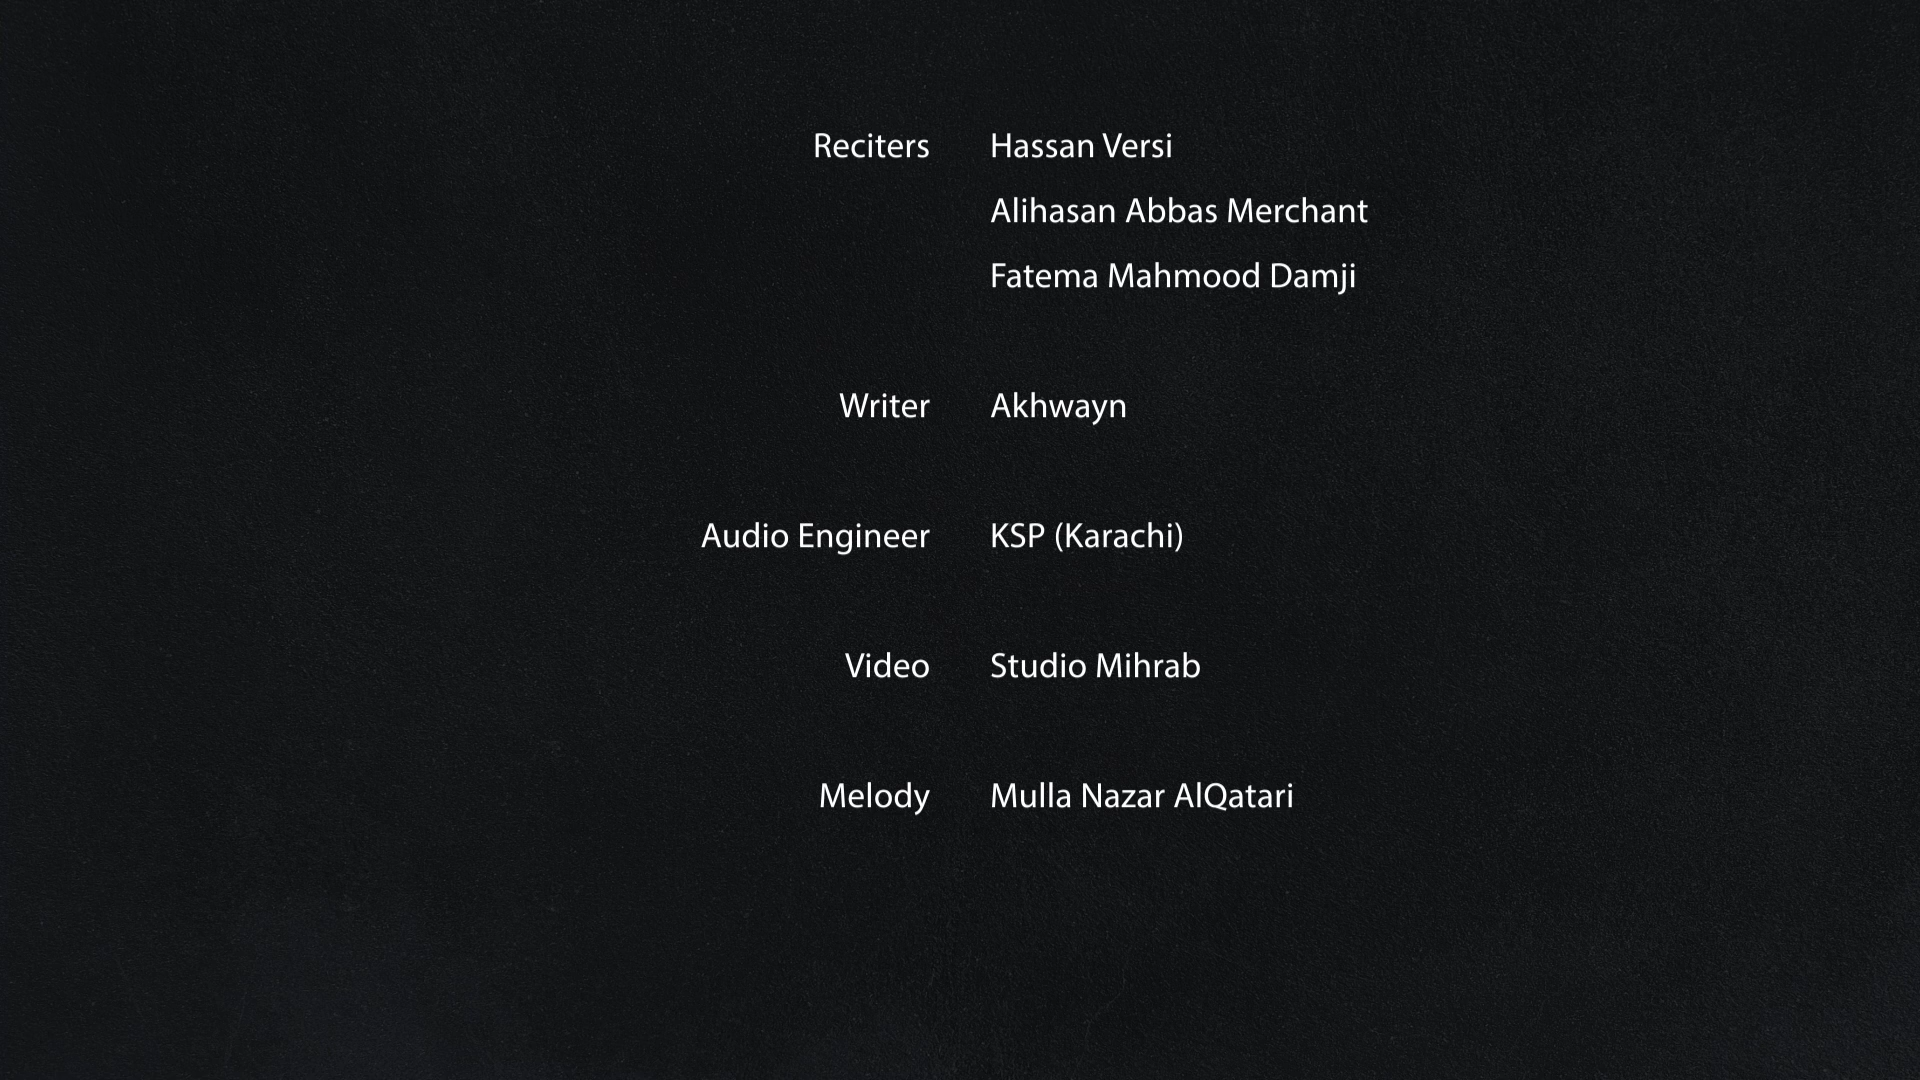 Reciters Hassan Versi
Alihasan Abbas Merchant
Fatema Mahmood Damji
Writer Akhwayn
Audio Engineer KSP (Karachi)
Video Studio Mihrab
Melody Mulla Nazar AlQatari